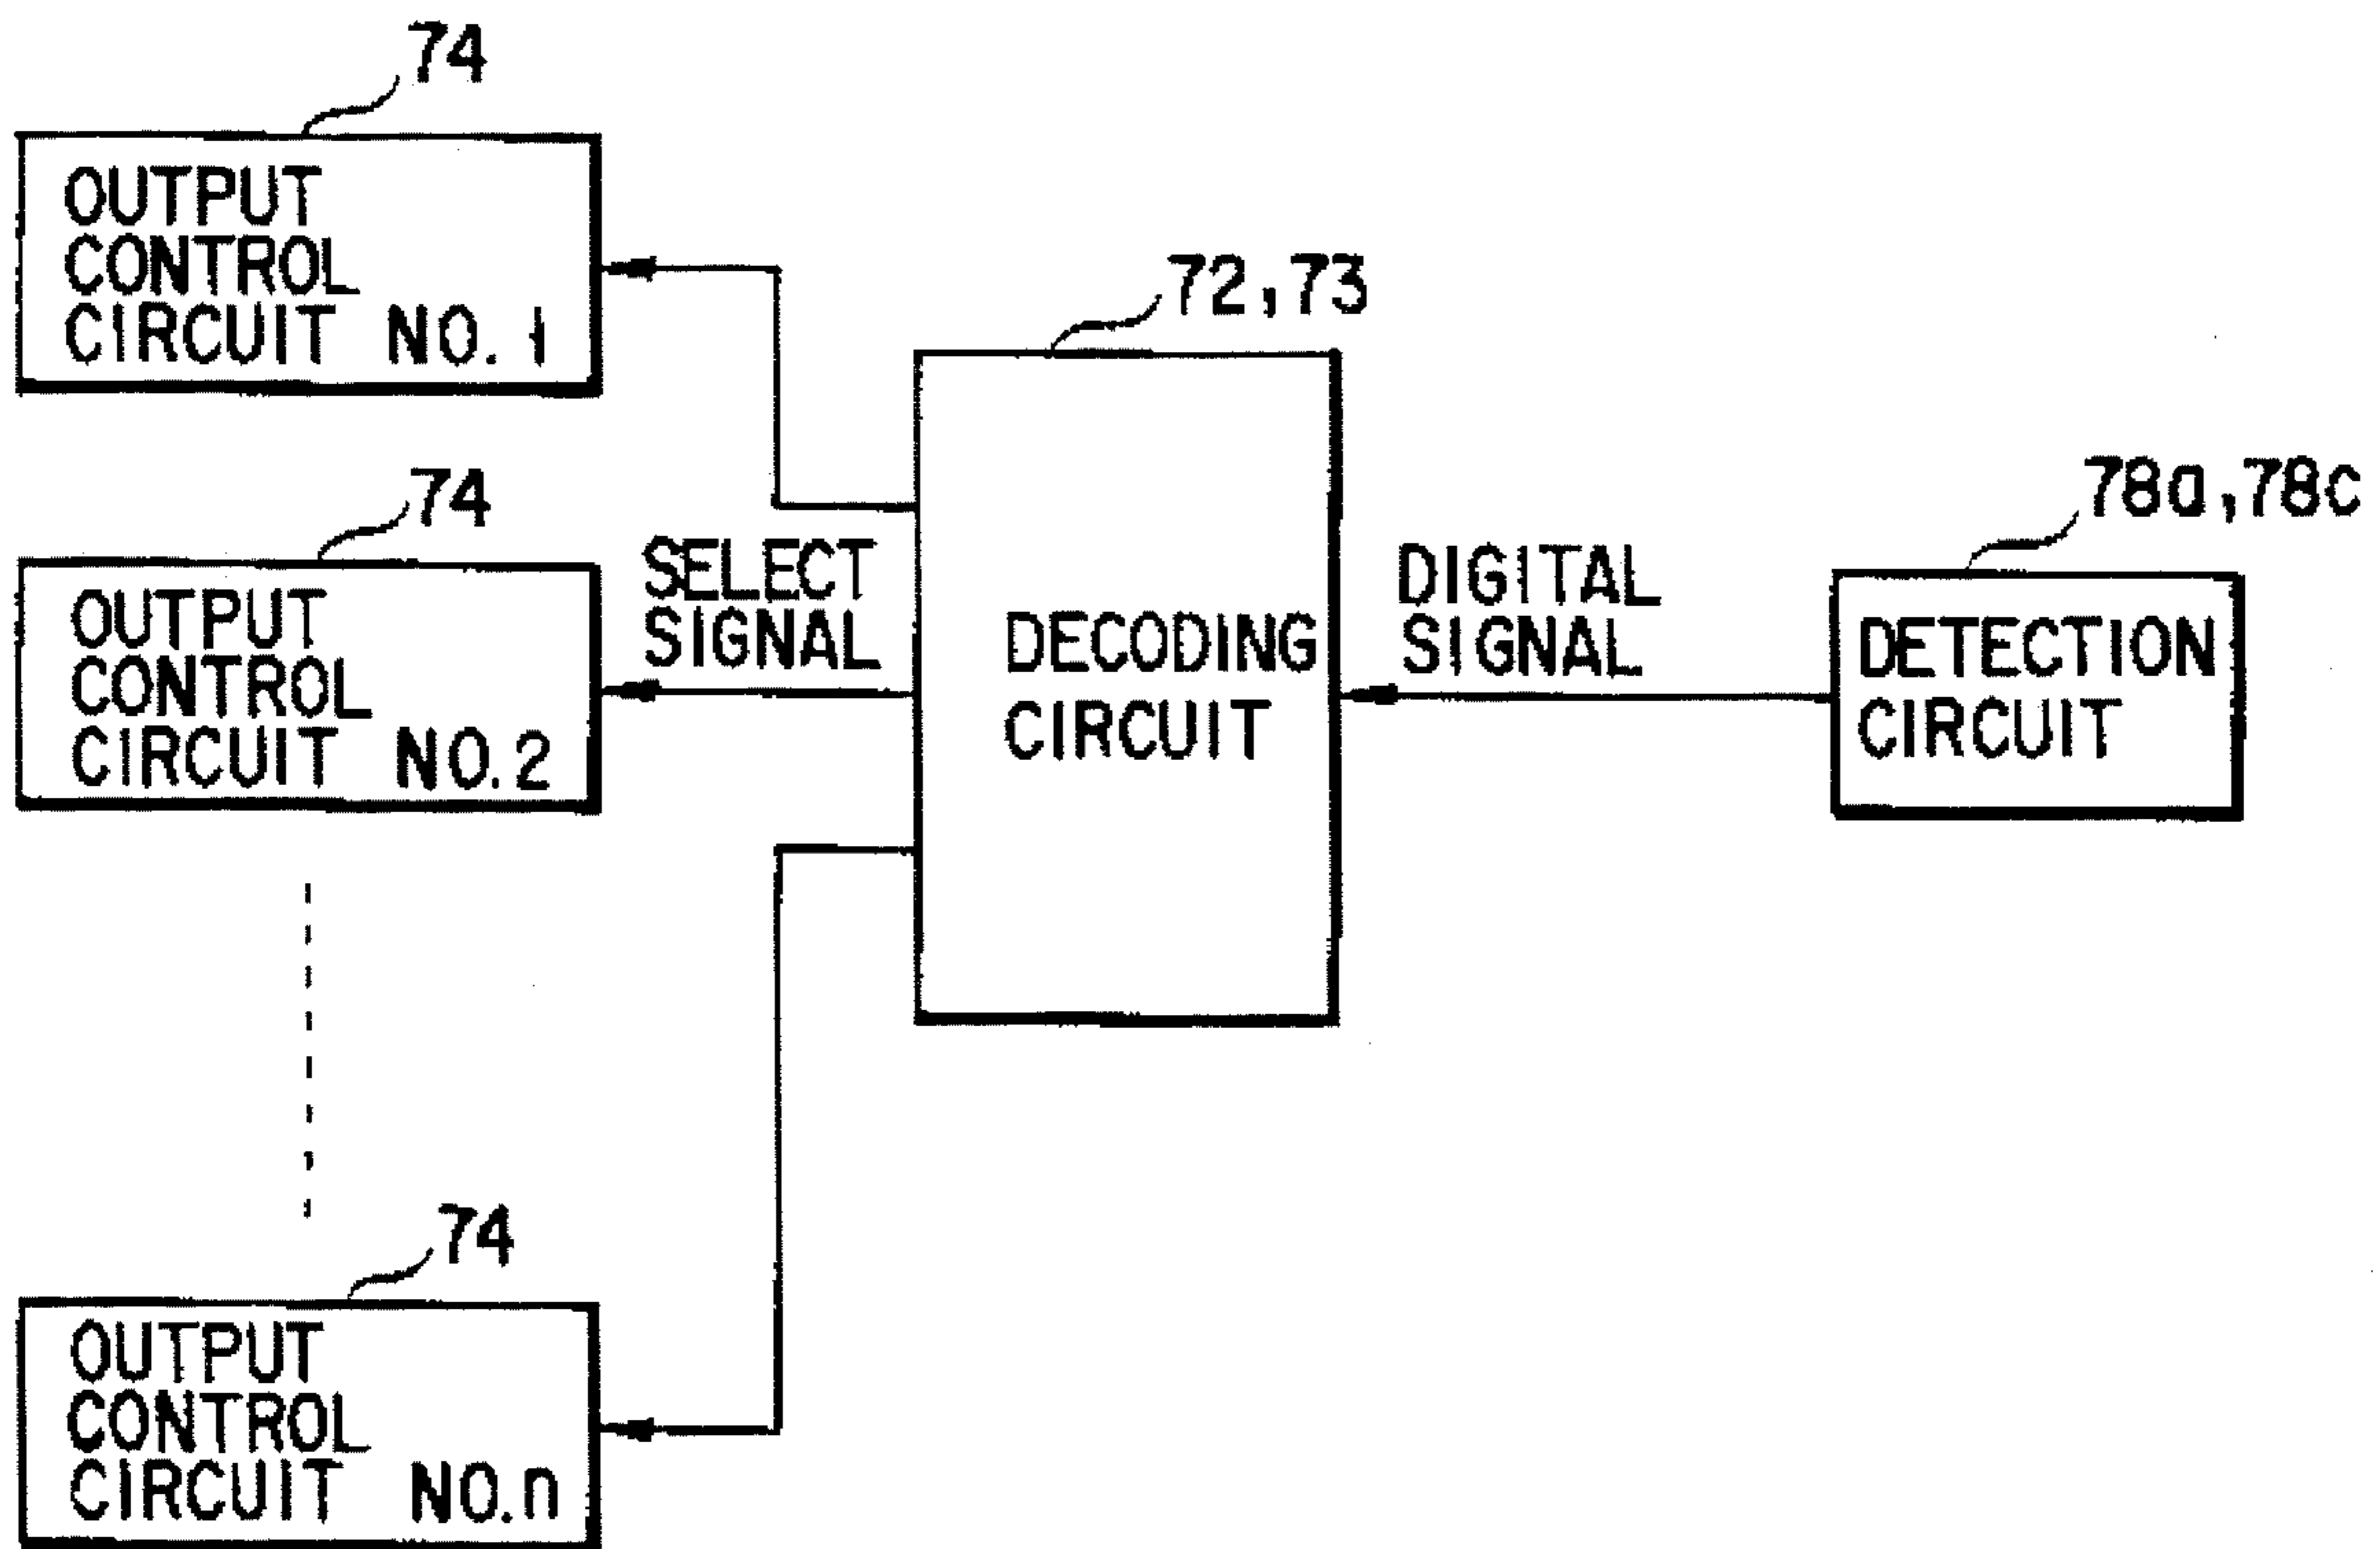 74
OUTPUT
CONTROL
CIRCUIT NO. 1
72,73
74
OUTPUT
CONTROL
CIRCUIT NO. 2
SELECT
SIGNAL
DECODING
CIRCUIT
DIGITAL
SIGNAL
78a,78c
DETECTION
CIRCUIT
74
OUTPUT
CONTROL
CIRCUIT NO. n